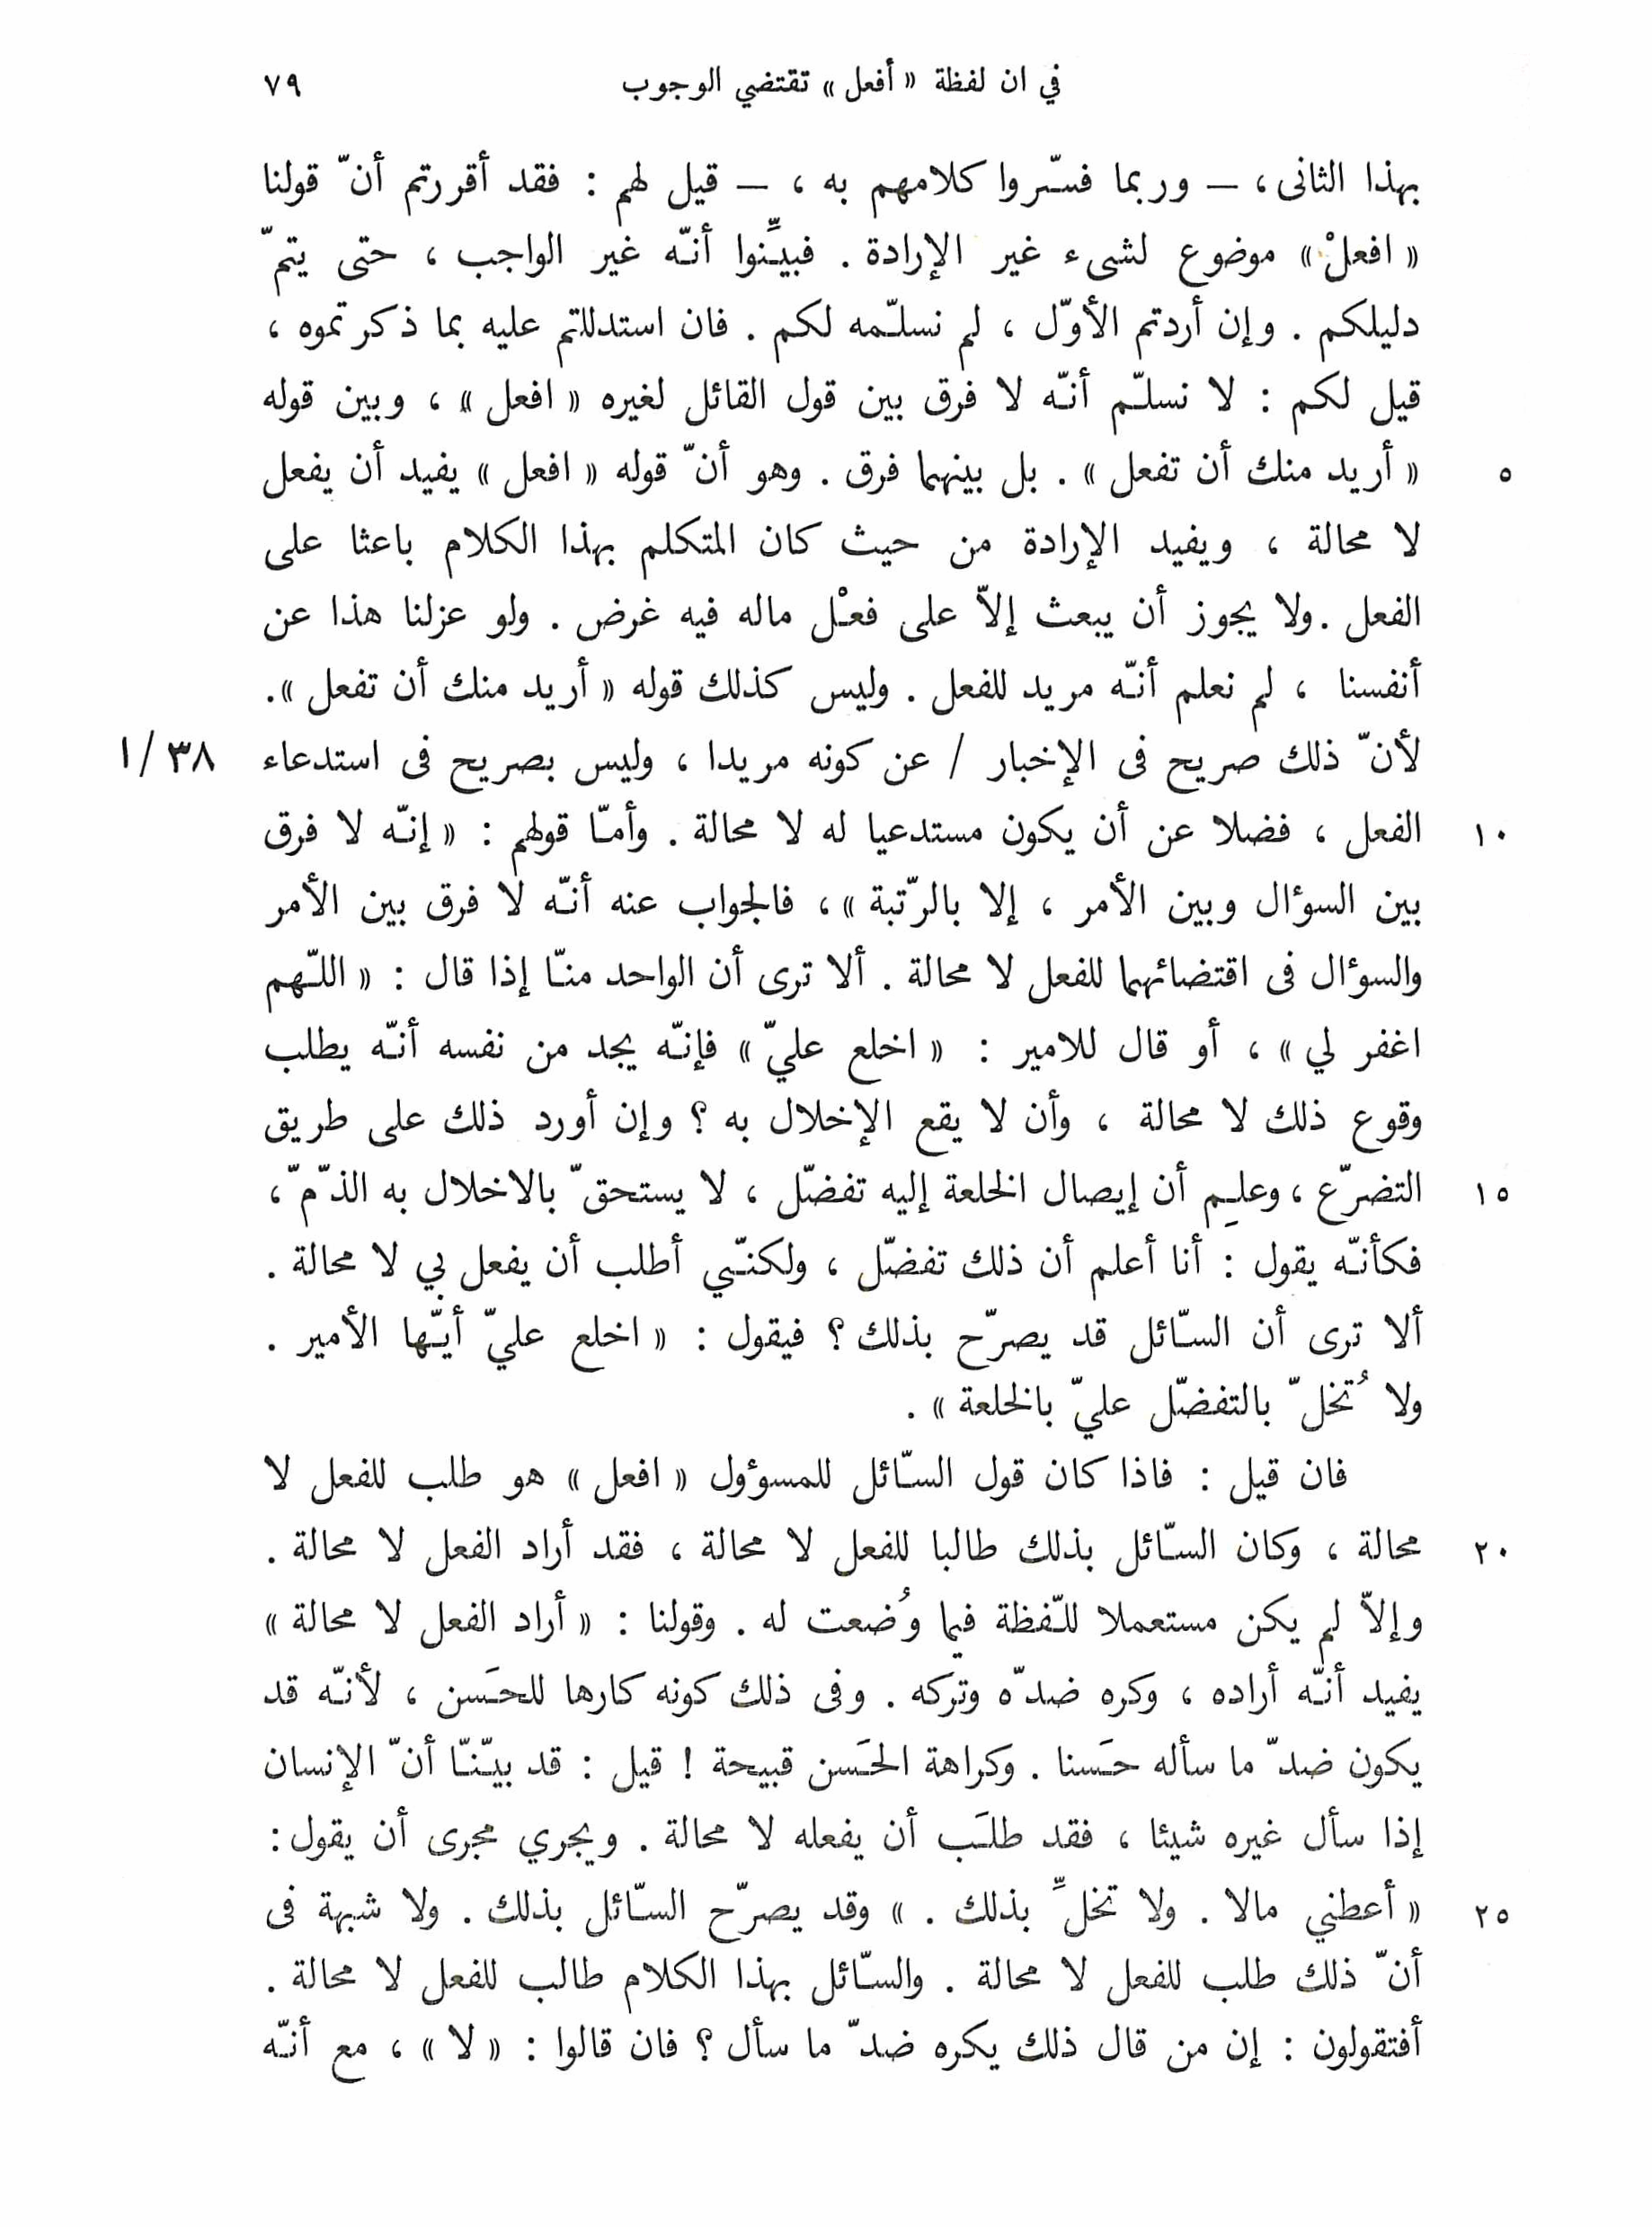 في ان لفظة « أفعل » تقتضي الوجوب ٧٩
بهذا الثانى ، — وربما فسّروا كلامهم به ، — قيل لهم : فقد أقررتم أنّ قولنا
« افعلْ » موضوع لشىء غير الإرادة . فبيِّنوا أنّه غير الواجب ، حتى يتمّ
دليلكم . وإن أردتم الأوّل ، لم نسلّمه لكم . فان استدللتم عليه بما ذكرتموه ،
قيل لكم : لا نسلّم أنّه لا فرق بين قول القائل لغيره « افعل » ، وبين قوله
« أريد منك أن تفعل » . بل بينهما فرق . وهو أنّ قوله « افعل » يفيد أن يفعل ٥
لا محالة ، ويفيد الإرادة من حيث كان المتكلم بهذا الكلام باعثا على
الفعل . ولا يجوز أن يبعث إلاّ على فعْل ماله فيه غرض . ولو عزلنا هذا عن
أنفسنا ، لم نعلم أنّه مريد للفعل . وليس كذلك قوله « أريد منك أن تفعل » .
لأنّ ذلك صريح فى الإخبار / عن كونه مريدا ، وليس بصريح فى استدعاء ٣٨/ ا
الفعل ، فضلا عن أن يكون مستدعيا له لا محالة . وأمّا قولهم : « إنّه لا فرق ١٠
بين السؤال وبين الأمر ، إلا بالرّتبة » ، فالجواب عنه أنّه لا فرق بين الأمر
والسؤال فى اقتضائهما للفعل لا محالة . ألا ترى أن الواحد منّا إذا قال : « اللّهم
اغفر لي » ، أو قال للامير : « اخلع عليّ » فإنّه يجد من نفسه أنّه يطلب
وقوع ذلك لا محالة ، وأن لا يقع الإخلال به ؟ وإن أورد ذلك على طريق
التضرّع ، وعلِم أن إيصال الخلعة إليه تفضّل ، لا يستحقّ بالاخلال به الذّمّ ، ١٥
فكأنّه يقول : أنا أعلم أن ذلك تفضّل ، ولكنّي أطلب أن يفعل بي لا محالة .
ألا ترى أن السّائل قد يصرّح بذلك ؟ فيقول : « اخلع عليّ أيّها الأمير .
ولا تُخلّ بالتفضّل عليّ بالخلعة » .
فان قيل : فاذا كان قول السّائل للمسوؤول « افعل » هو طلب للفعل لا
محالة ، وكان السّائل بذلك طالبا للفعل لا محالة ، فقد أراد الفعل لا محالة . ٢٠
وإلاّ لم يكن مستعملا للّفظة فيما وُضعت له . وقولنا : « أراد الفعل لا محالة »
يفيد أنّه أراده ، وكره ضدّه وتركه . وفى ذلك كونه كارها للحَسن ، لأنّه قد
يكون ضدّ ما سأله حَسنا . وكراهة الحَسن قبيحة ! قيل : قد بيّنّا أنّ الإنسان
إذا سأل غيره شيئا ، فقد طلَب أن يفعله لا محالة . ويجري مجرى أن يقول :
« أعطني مالا . ولا تخلِّ بذلك . » وقد يصرّح السّائل بذلك . ولا شبهة فى ٢٥
أنّ ذلك طلب للفعل لا محالة . والسّائل بهذا الكلام طالب للفعل لا محالة .
أفتقولون : إن من قال ذلك يكره ضدّ ما سأل ؟ فان قالوا : « لا » ، مع أنّه